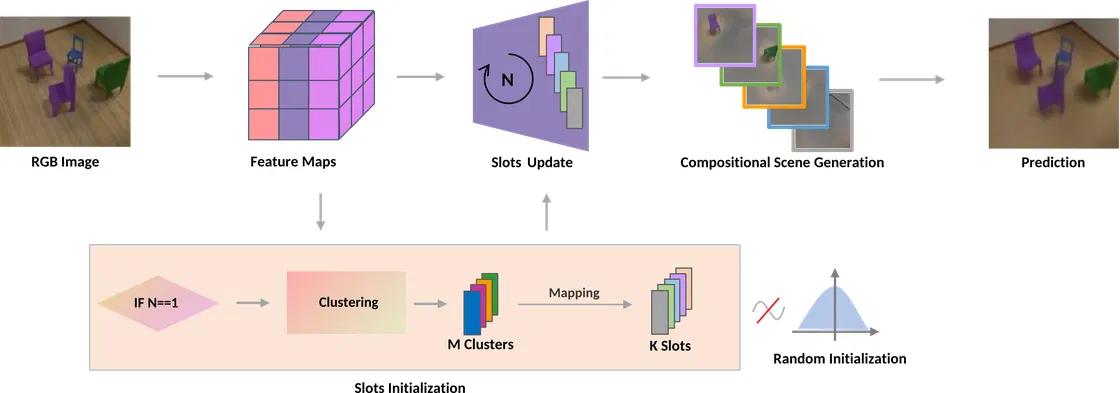 N
RGB Image
Feature Maps
Slots Update
Compositional Scene Generation
Prediction
IF N==1
Clustering
Mapping
M Clusters
K Slots
Random Initialization
Slots Initialization